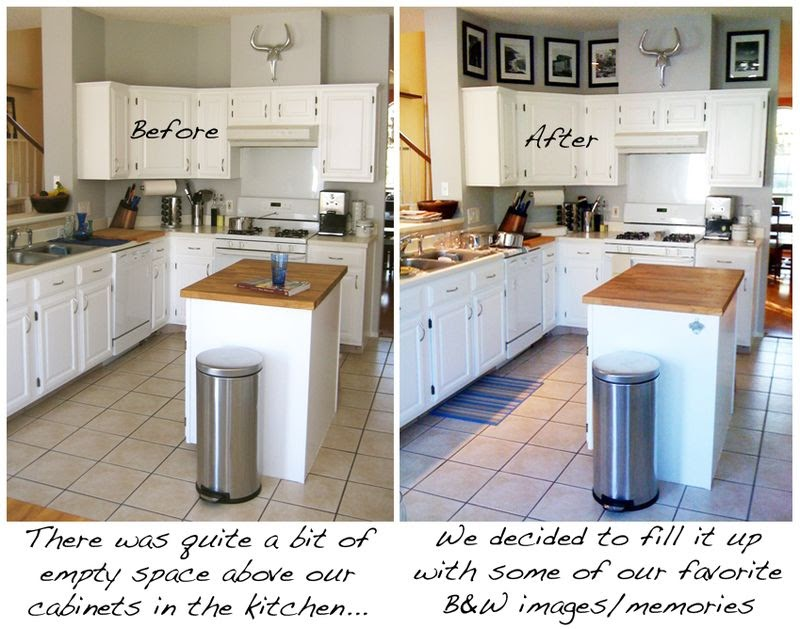 Before
After
There was quite a bit of
empty space above our
cabinets in the kitchen...
We decided to fill it up
with some of our favorite
B&W images/memories